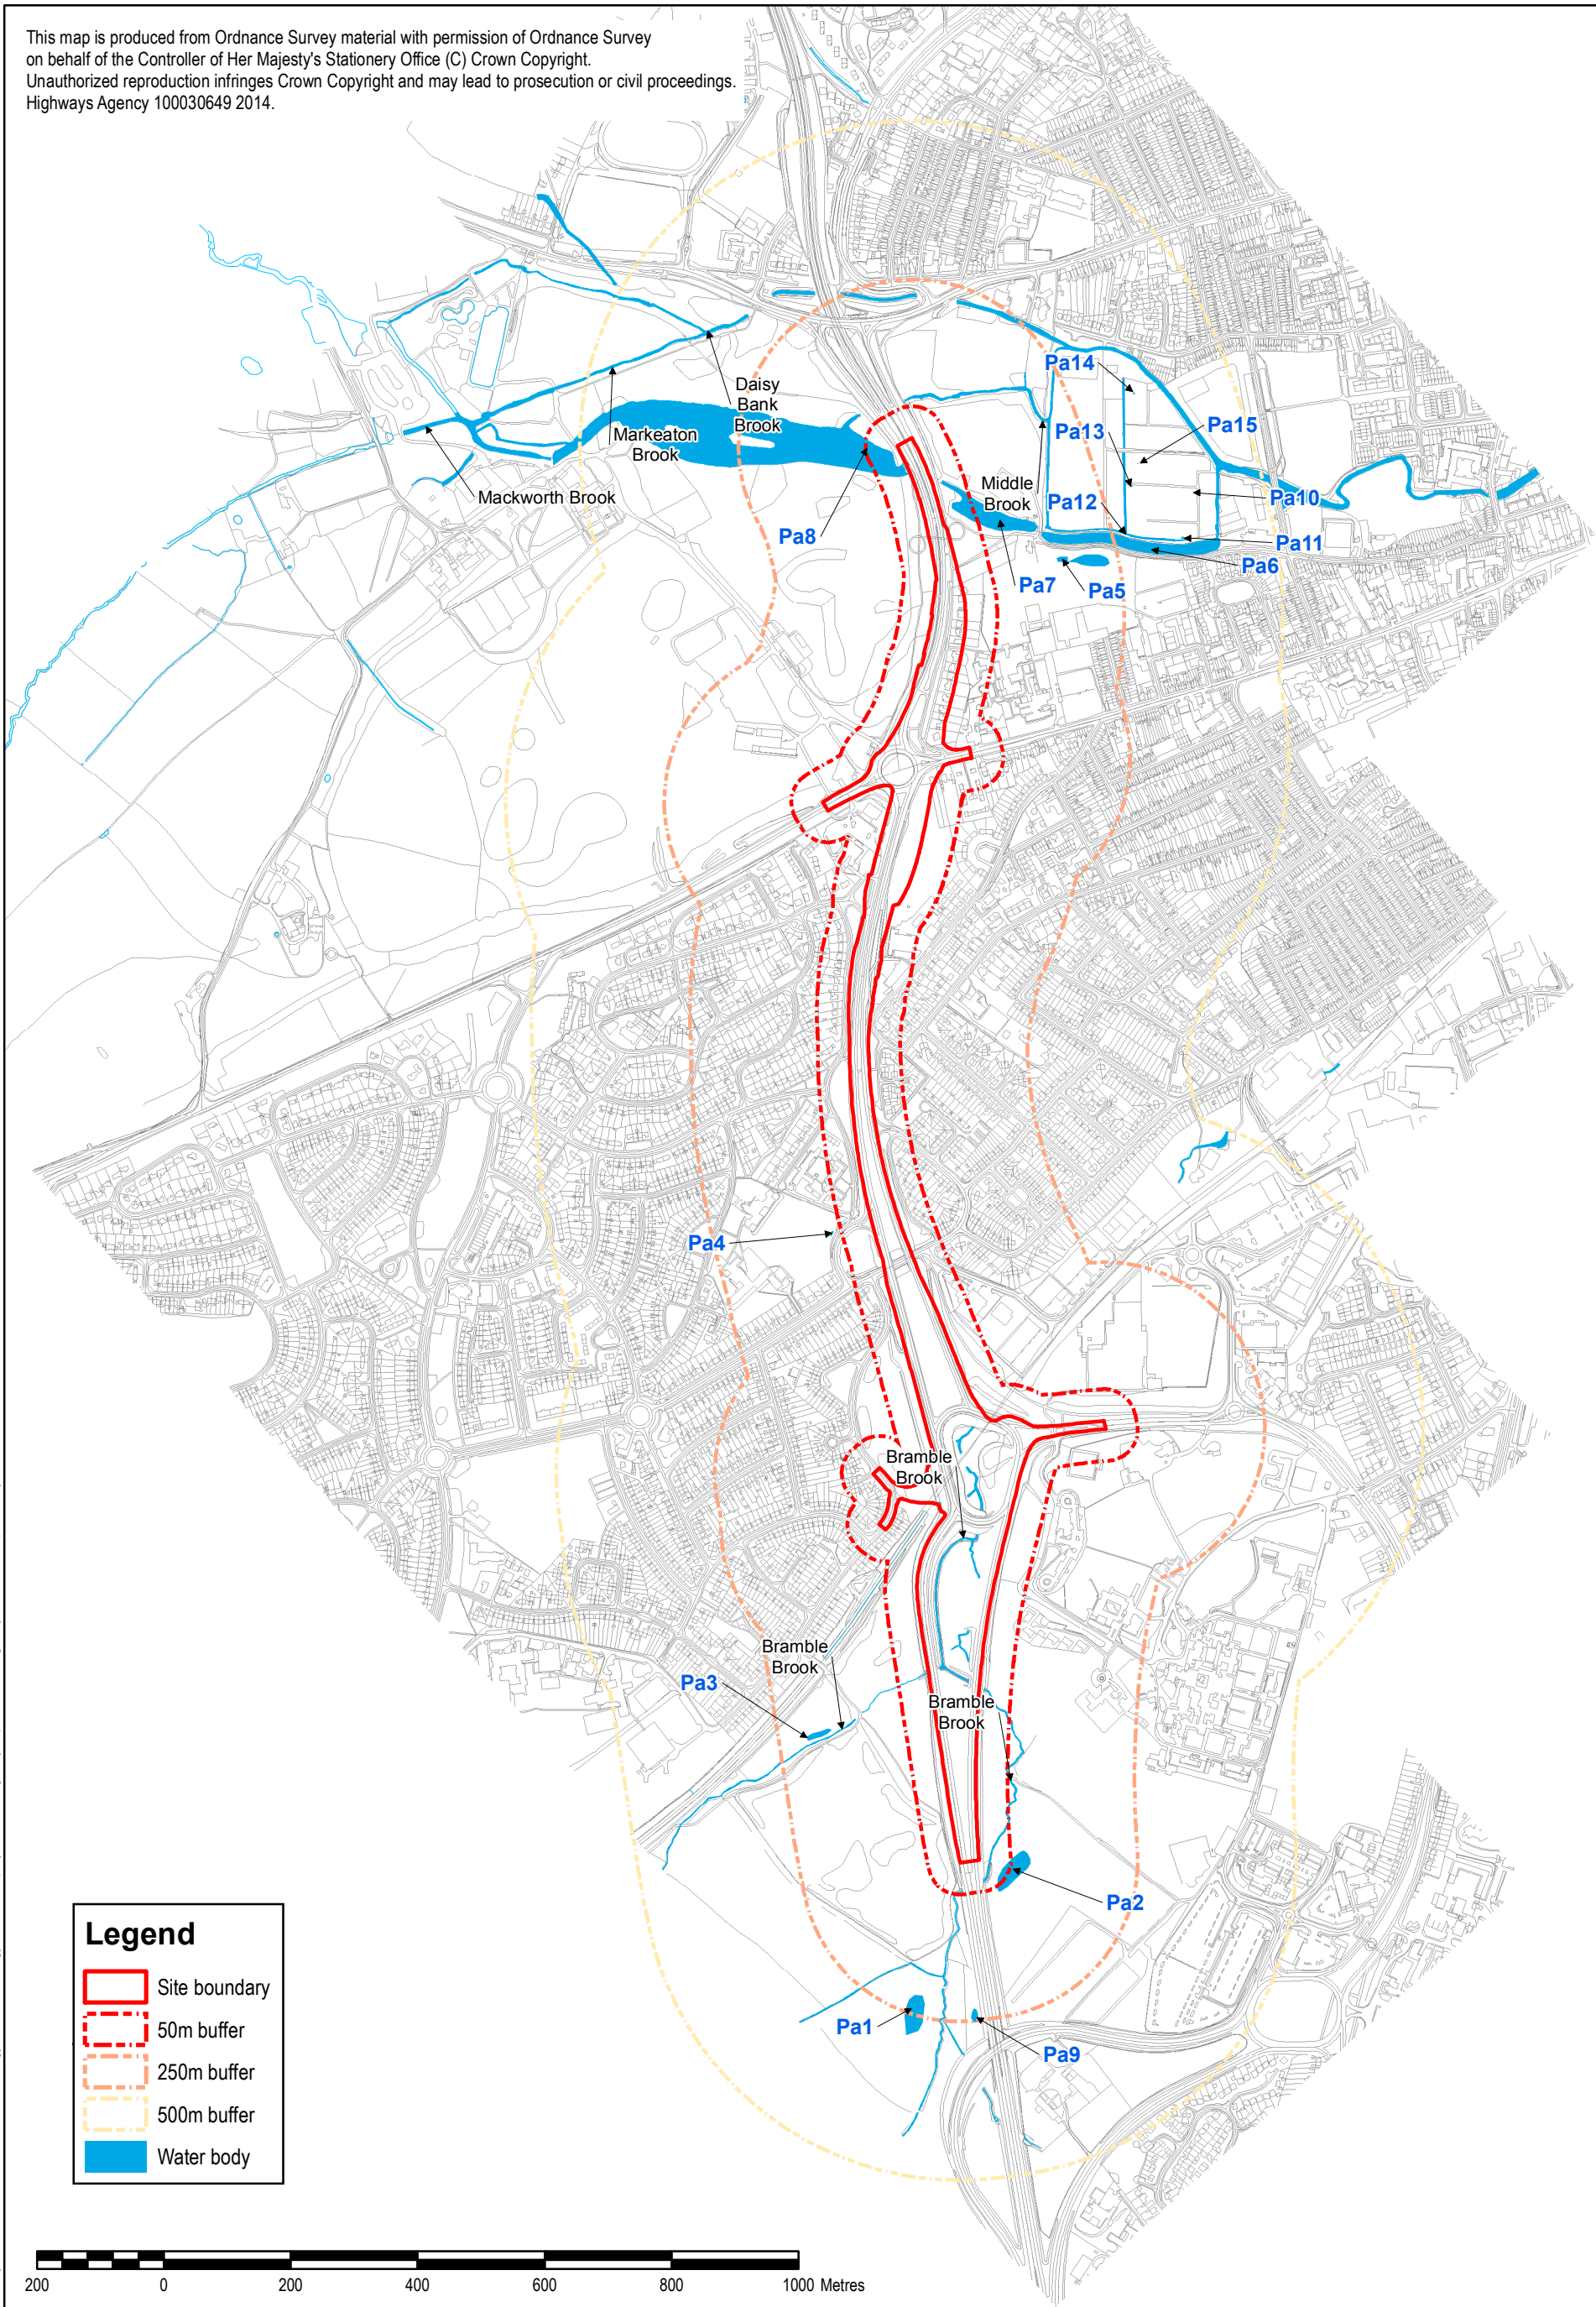 This map is produced from Ordnance Survey material with permission of Ordnance Survey
on behalf of the Controller of Her Majesty's Stationery Office (C) Crown Copyright.
Unauthorized reproduction infringes Crown Copyright and may lead to prosecution or civil proceedings.
Highways Agency 100030649 2014.
Pa14
Daisy
Bank
Brook
Pa15
Pa13
Markeaton
Brook
Middle
Brook
Mackworth Brook
Pa12
Pa10
Pa8
Pa11
Pa6
Pa7
Pa5
Pa4
Bramble
Brook
Bramble
Brook
Pa3
Bramble
Brook
Pa2
Pa1
Pa9
Legend
Site boundary
50m buffer
250m buffer
500m buffer
Water body
200 0 200 400 600 800 1000 Metres